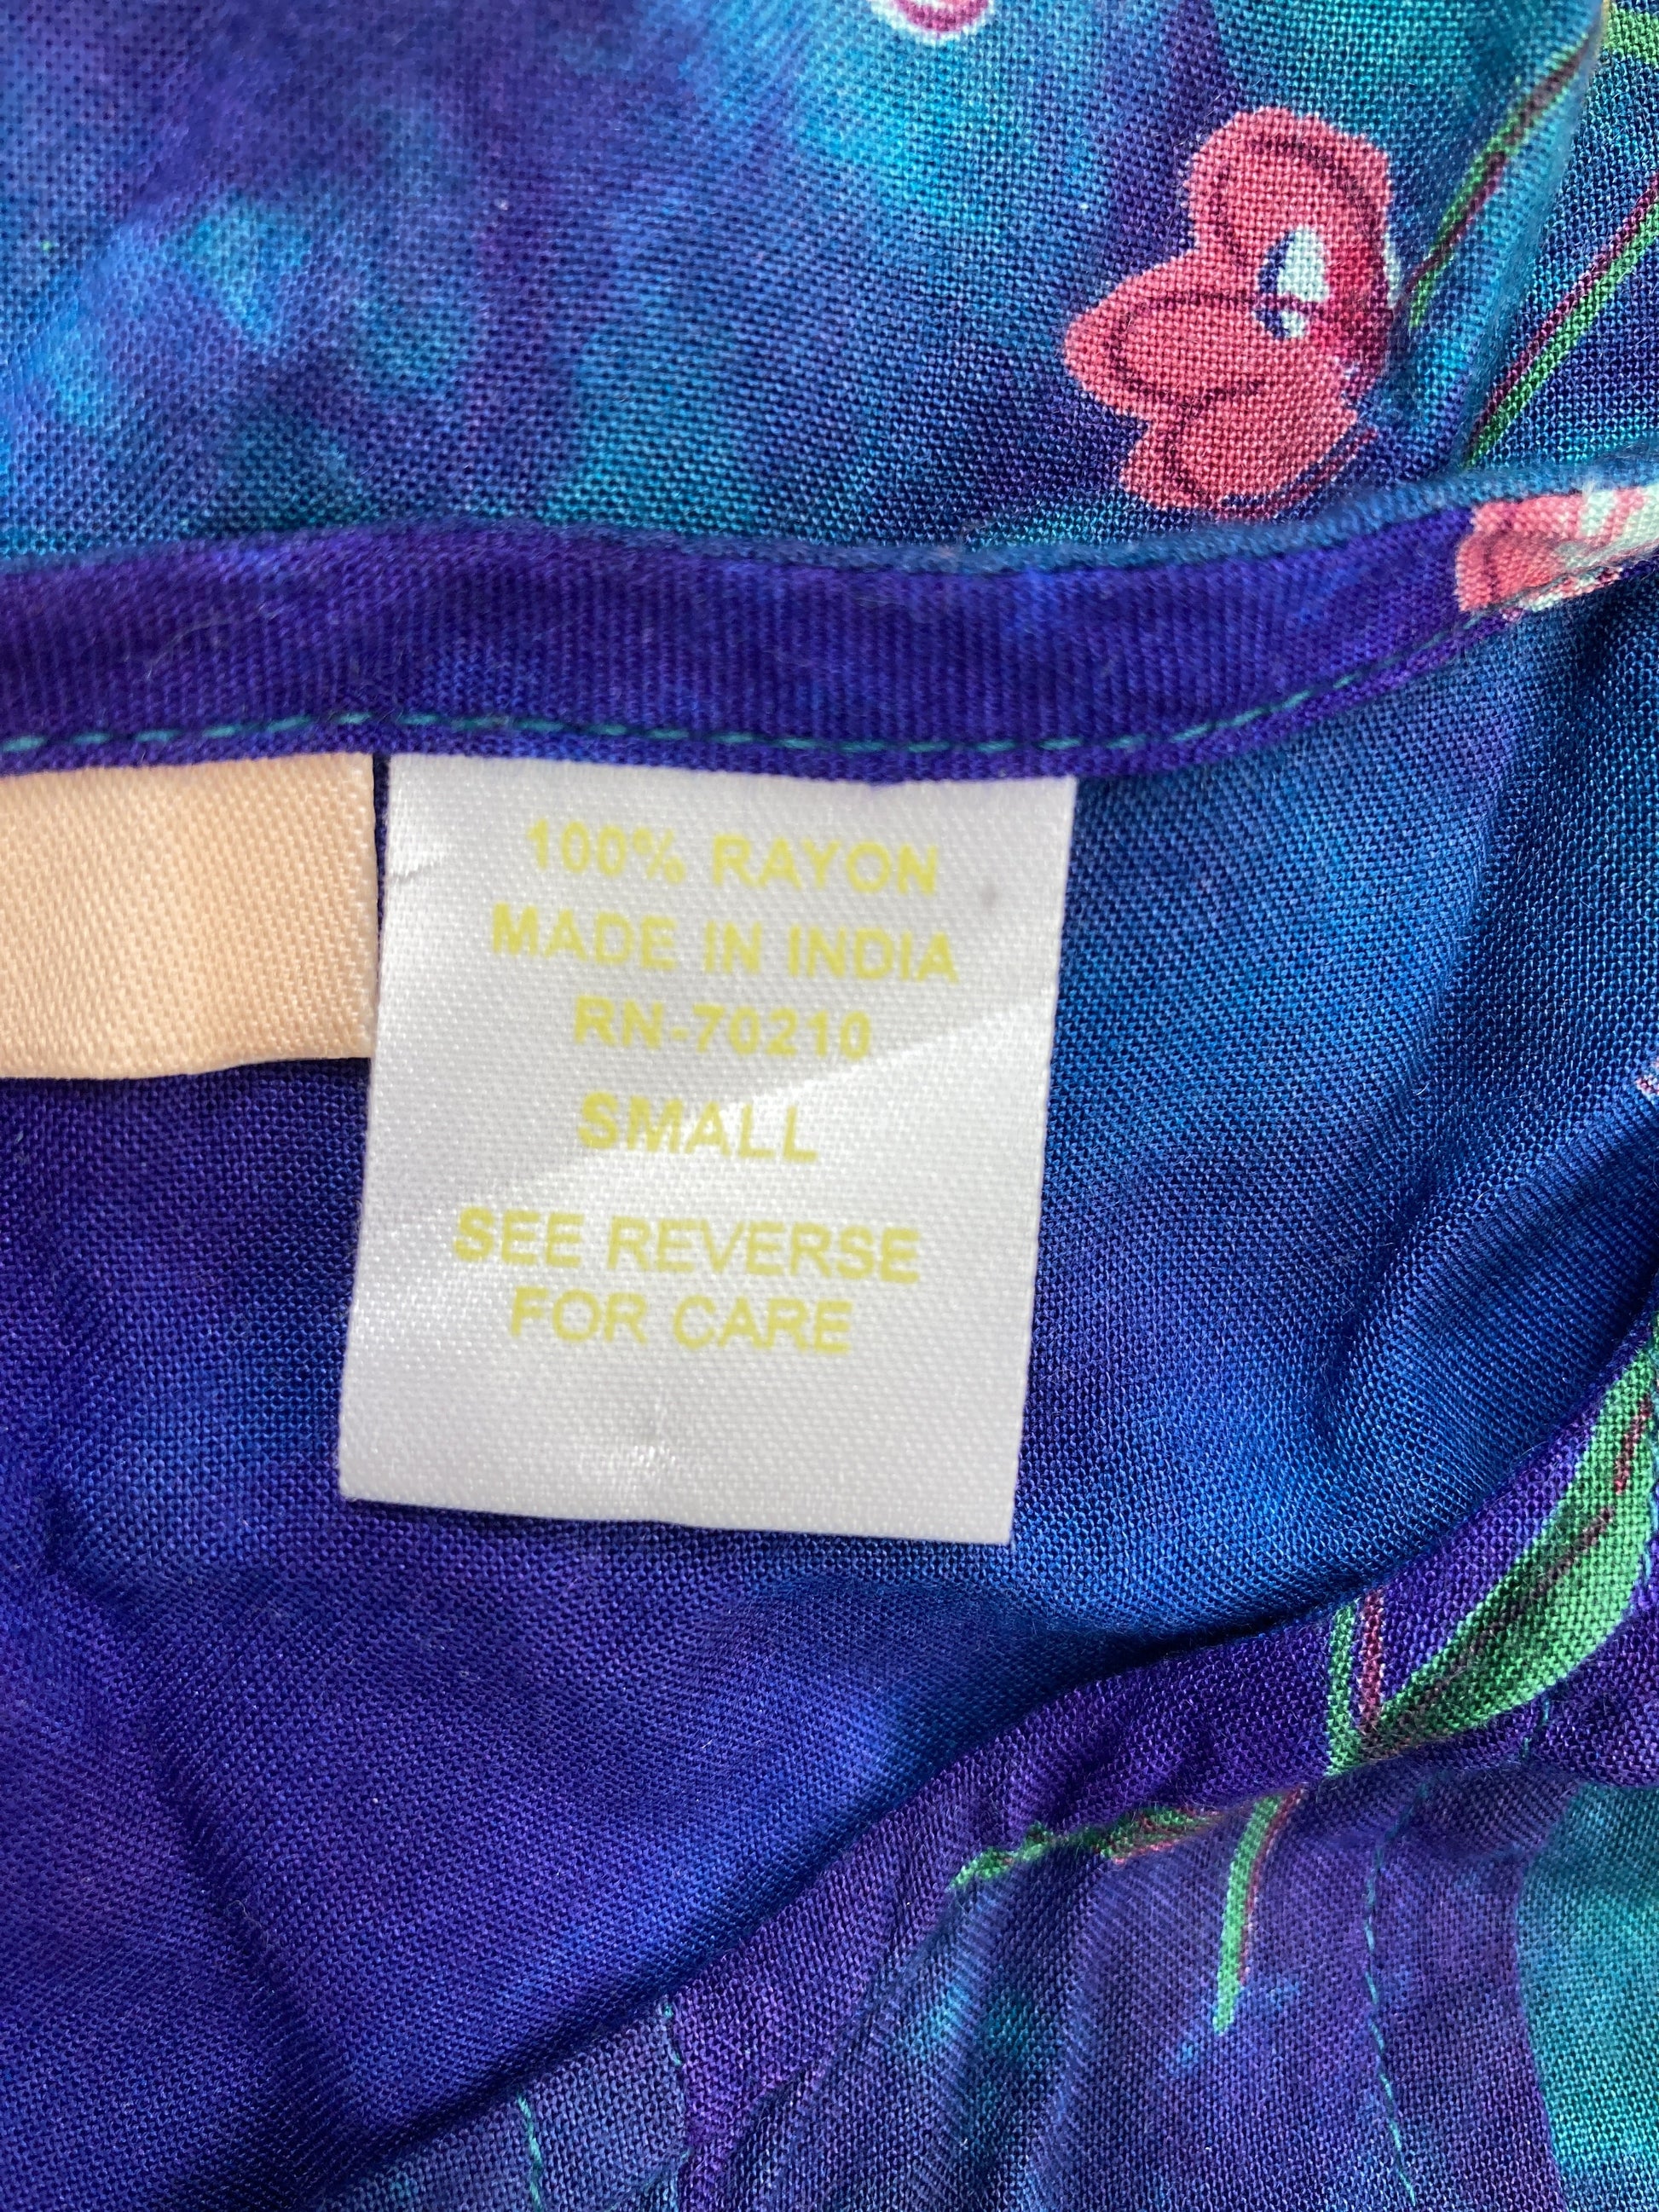 100% RAYON
MADE IN INDIA
RN-70210
SMALL
SEE REVERSE
FOR CARE